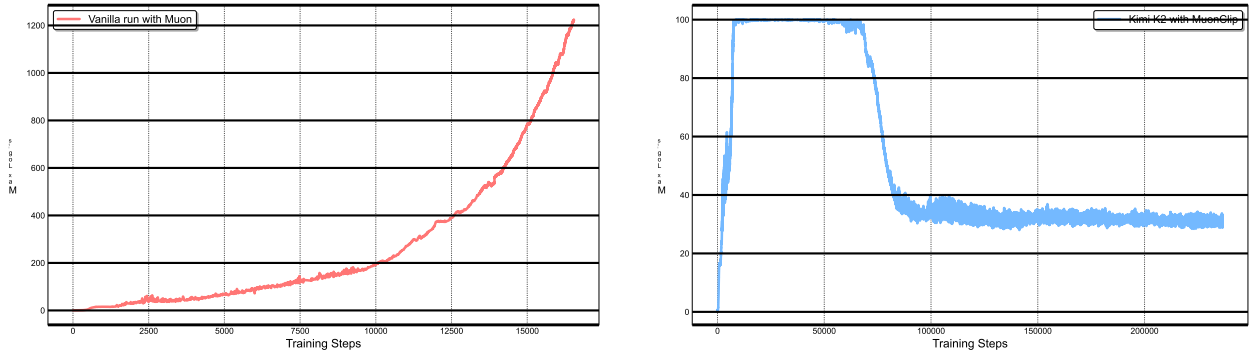 Vanilla run with Muon
1200
1000
800
600
400
200
0
Max Logits
0 2500 5000 7500 10000 12500 15000
Training Steps
Kimi K2 with MuonClip
100
80
60
40
20
0
Max Logits
0 50000 100000 150000 200000
Training Steps